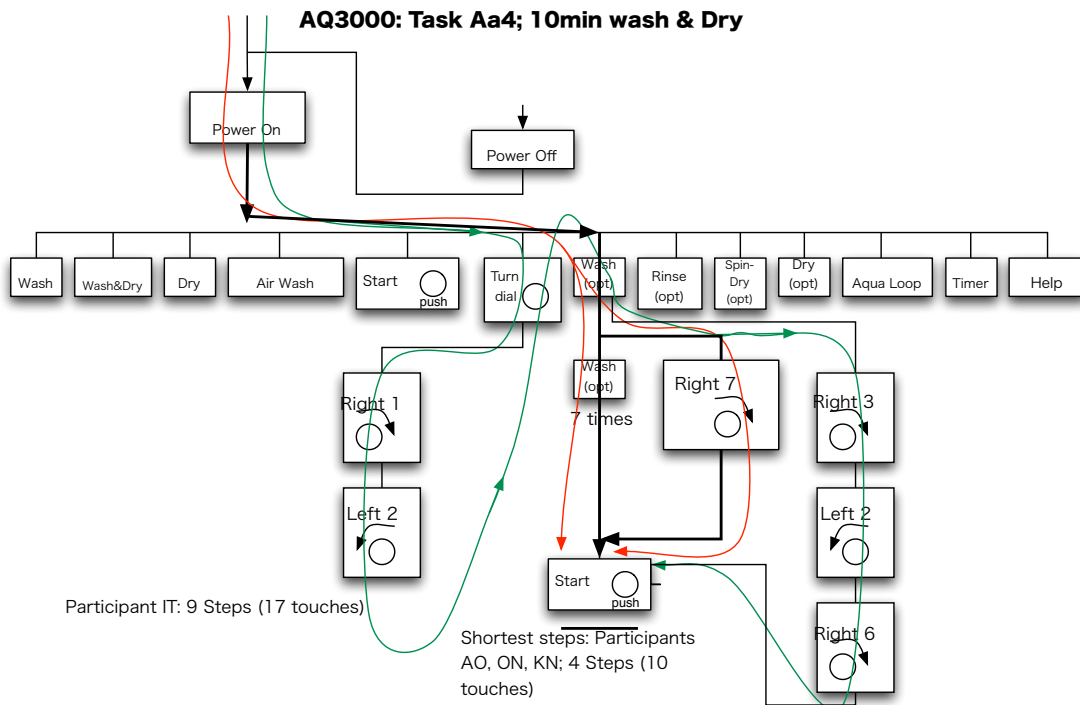 AQ3000: Task Aa4; 10min wash & Dry
Power On
Power Off
Wash
Wash&Dry
Dry
Air Wash
Start
push
Turn
dial
Wash
(opt)
Rinse
(opt)
Spin-
Dry
(opt)
Dry
(opt)
Aqua Loop
Timer
Help
Wash
(opt)
7 times
Right 7
Right 1
Right 3
Left 2
Left 2
Start
push
Participant IT: 9 Steps (17 touches)
Shortest steps: Participants
AO, ON, KN; 4 Steps (10
touches)
Right 6